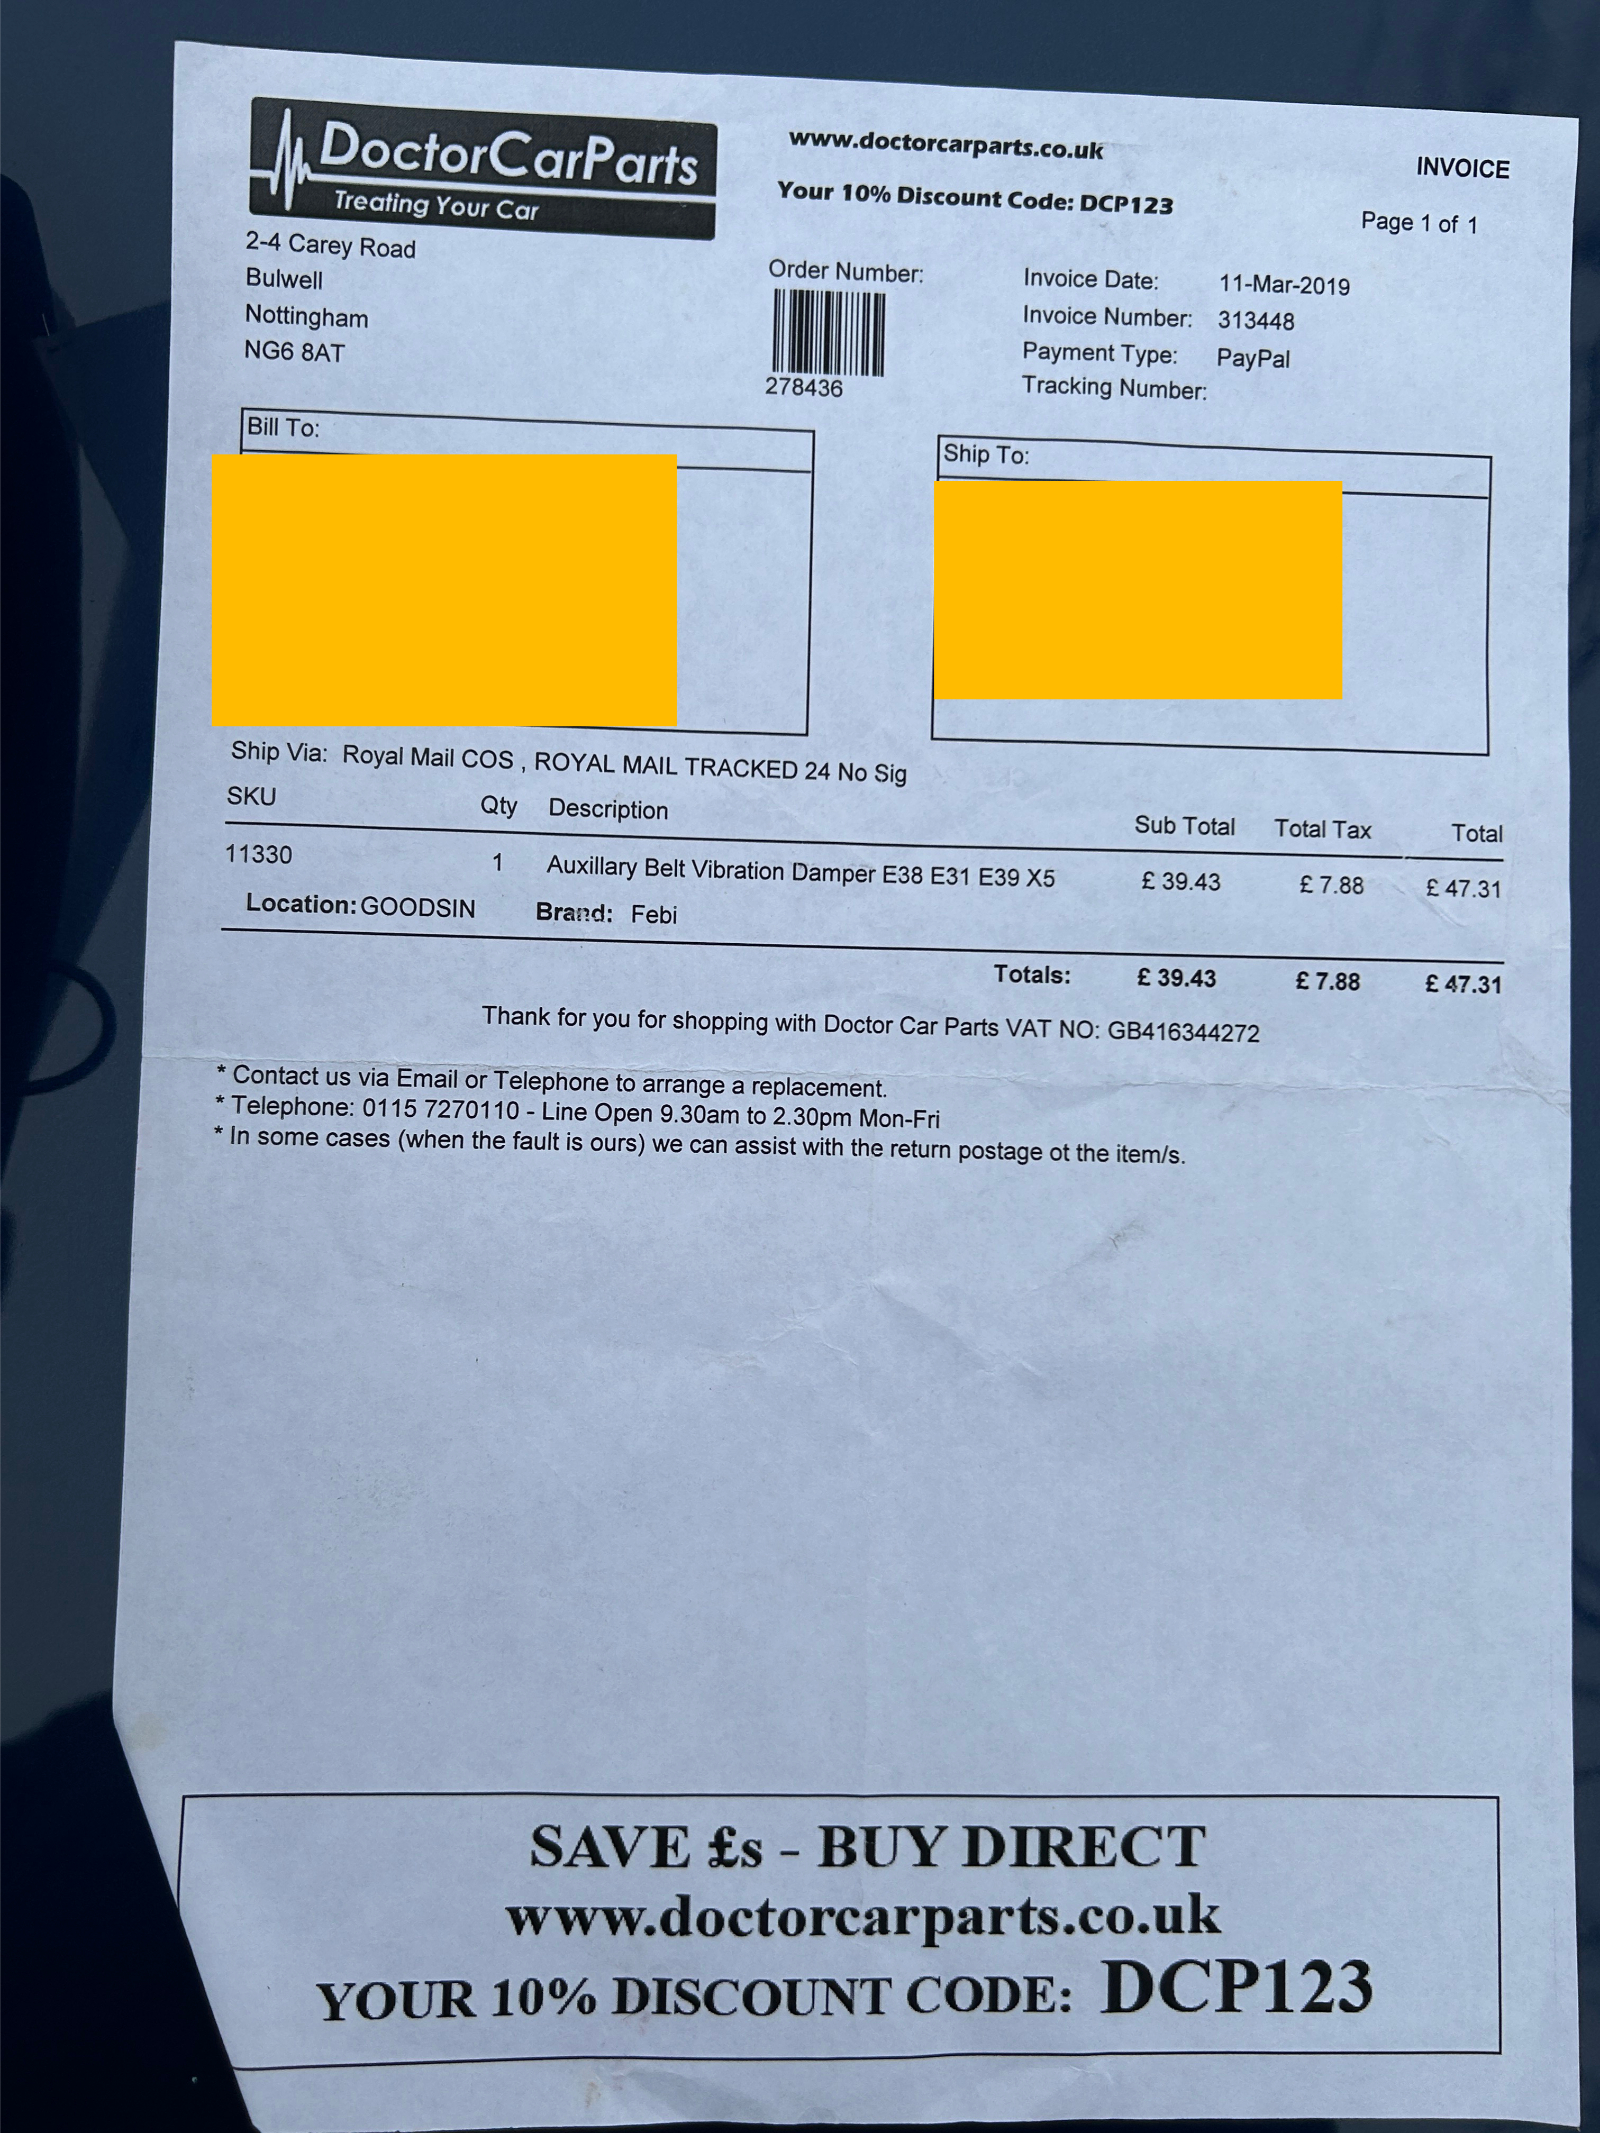 DoctorCarParts
Treating Your Car
www.doctorcarparts.co.uk
Your 10% Discount Code: DCP123
INVOICE
Page 1 of 1
2-4 Carey Road
Bulwell
Nottingham
NG6 8AT
Order Number:
278436
Invoice Date: 11-Mar-2019
Invoice Number: 313448
Payment Type: PayPal
Tracking Number:
Bill To:
Ship To:
Ship Via: Royal Mail COS , ROYAL MAIL TRACKED 24 No Sig
SKU Qty Description Sub Total Total Tax Total
11330 1 Auxillary Belt Vibration Damper E38 E31 E39 X5 £ 39.43 £ 7.88 £ 47.31
Location: GOODSIN Brand: Febi
Totals: £ 39.43 £ 7.88 £ 47.31
Thank for you for shopping with Doctor Car Parts VAT NO: GB416344272
* Contact us via Email or Telephone to arrange a replacement.
* Telephone: 0115 7270110 - Line Open 9.30am to 2.30pm Mon-Fri
* In some cases (when the fault is ours) we can assist with the return postage ot the item/s.
SAVE £s - BUY DIRECT
www.doctorcarparts.co.uk
YOUR 10% DISCOUNT CODE: DCP123